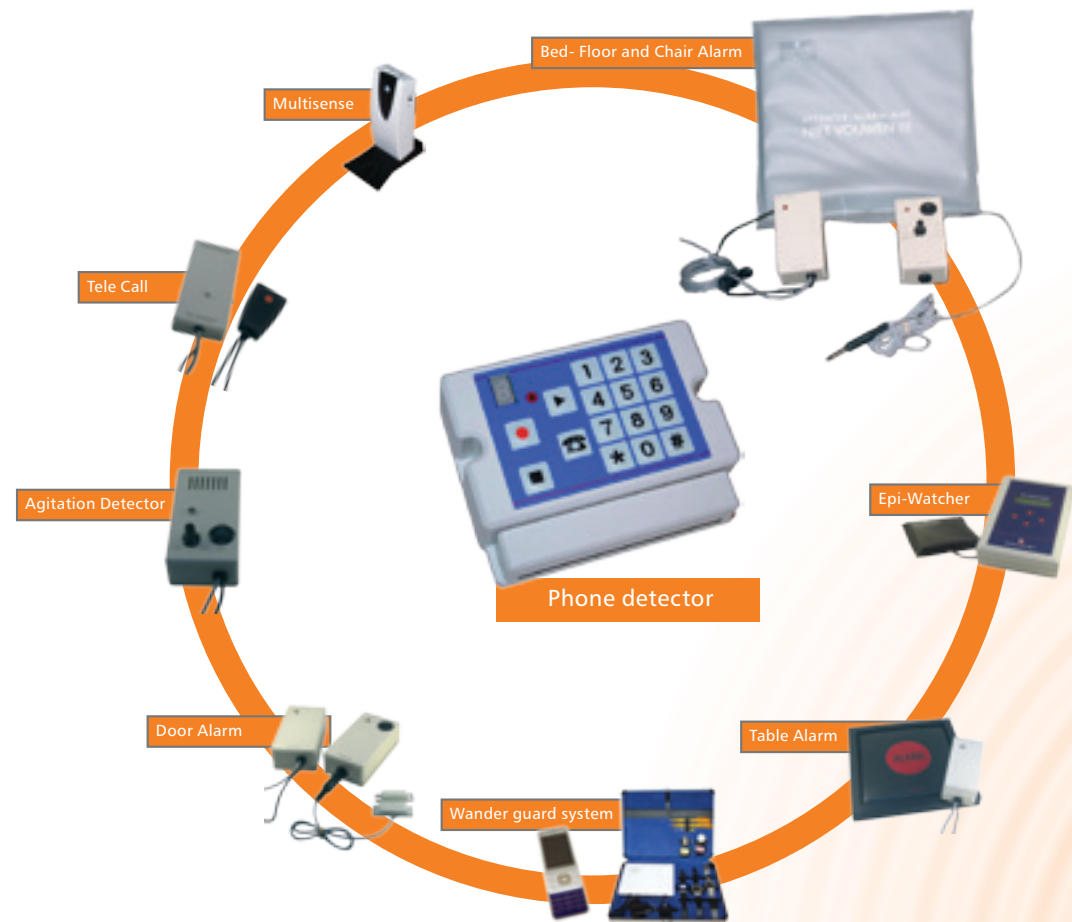 Bed- Floor and Chair Alarm
Multisense
Tele Call
1 2 3
4 5 6
7 8 9
* 0 #
Agitation Detector
Epi-Watcher
Phone detector
Door Alarm
Table Alarm
ALARM
Wander guard system